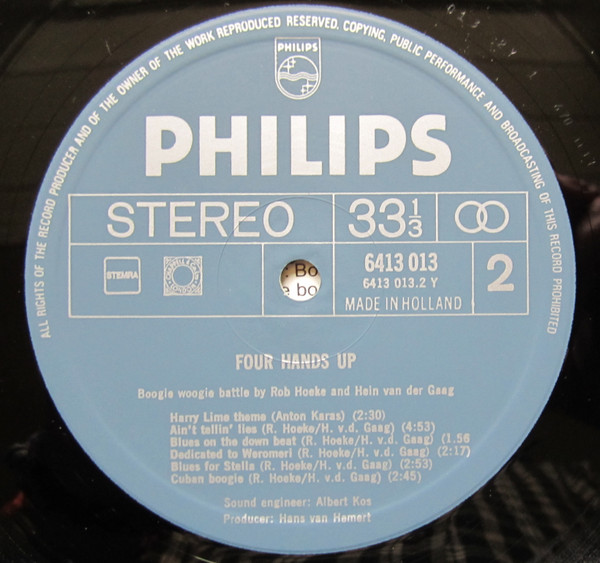 ALL RIGHTS OF THE RECORD PRODUCER AND OF THE OWNER OF THE WORK REPRODUCED RESERVED. COPYING, PUBLIC PERFORMANCE AND BROADCASTING OF THIS RECORD PROHIBITED
PHILIPS
PHILIPS
STEREO
33 1/3
STEMRA
6413 013
6413 013.2 Y
2
MADE IN HOLLAND
: Bo
e bo
FOUR HANDS UP
Boogie woogie battle by Rob Hoeke and Hein van der Gaag
Harry Lime theme (Anton Karas) (2:30)
Ain't tellin' lies (R. Hoeke/H. v.d. Gaag) (4:53)
Blues on the down beat (R. Hoeke/H. v.d. Gaag) (1.56
Dedicated to Weromeri (R. Hoeke/H. v.d. Gaag) (2:17)
Blues for Stella (R. Hoeke/H. v.d. Gaag) (2:53)
Cuban boogie (R. Hoeke/H. v.d. Gaag) (2:45)
Sound engineer: Albert Kos
Producer: Hans van Hemert